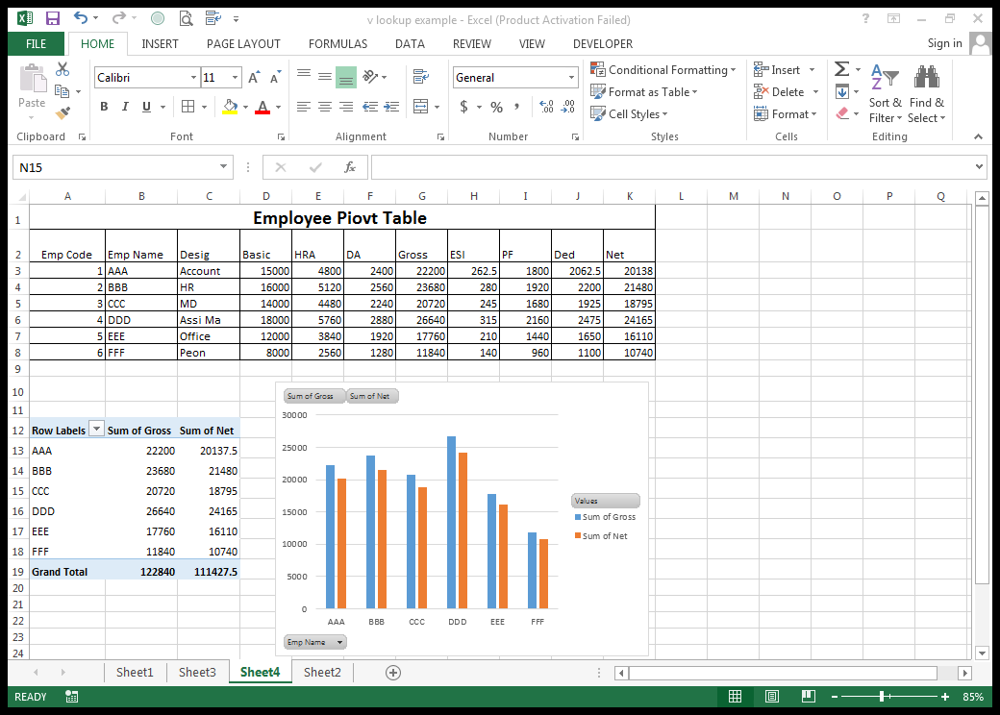 v lookup example - Excel (Product Activation Failed)
FILE HOME INSERT PAGE LAYOUT FORMULAS DATA REVIEW VIEW DEVELOPER Sign in
Calibri 11 General Conditional Formatting Insert
Paste Format as Table Delete Sort & Find &
B I U $ % , Cell Styles Format Filter Select
Clipboard Font Alignment Number Styles Cells Editing
N15 fx
A B C D E F G H I J K L M N O P Q
1 Employee Piovt Table
2 Emp Code Emp Name Desig Basic HRA DA Gross ESI PF Ded Net
3 1 AAA Account 15000 4800 2400 22200 262.5 1800 2062.5 20138
4 2 BBB HR 16000 5120 2560 23680 280 1920 2200 21480
5 3 CCC MD 14000 4480 2240 20720 245 1680 1925 18795
6 4 DDD Assi Ma 18000 5760 2880 26640 315 2160 2475 24165
7 5 EEE Office 12000 3840 1920 17760 210 1440 1650 16110
8 6 FFF Peon 8000 2560 1280 11840 140 960 1100 10740
9
10
11
12 Row Labels Sum of Gross Sum of Net
13 AAA 22200 20137.5
14 BBB 23680 21480
15 CCC 20720 18795
16 DDD 26640 24165
17 EEE 17760 16110
18 FFF 11840 10740
19 Grand Total 122840 111427.5
20
21
22
23
24
Sum of Gross Sum of Net
30000
25000
20000
15000
10000
5000
0
AAA BBB CCC DDD EEE FFF
Values
Sum of Gross
Sum of Net
Emp Name
Sheet1 Sheet3 Sheet4 Sheet2
READY 85%